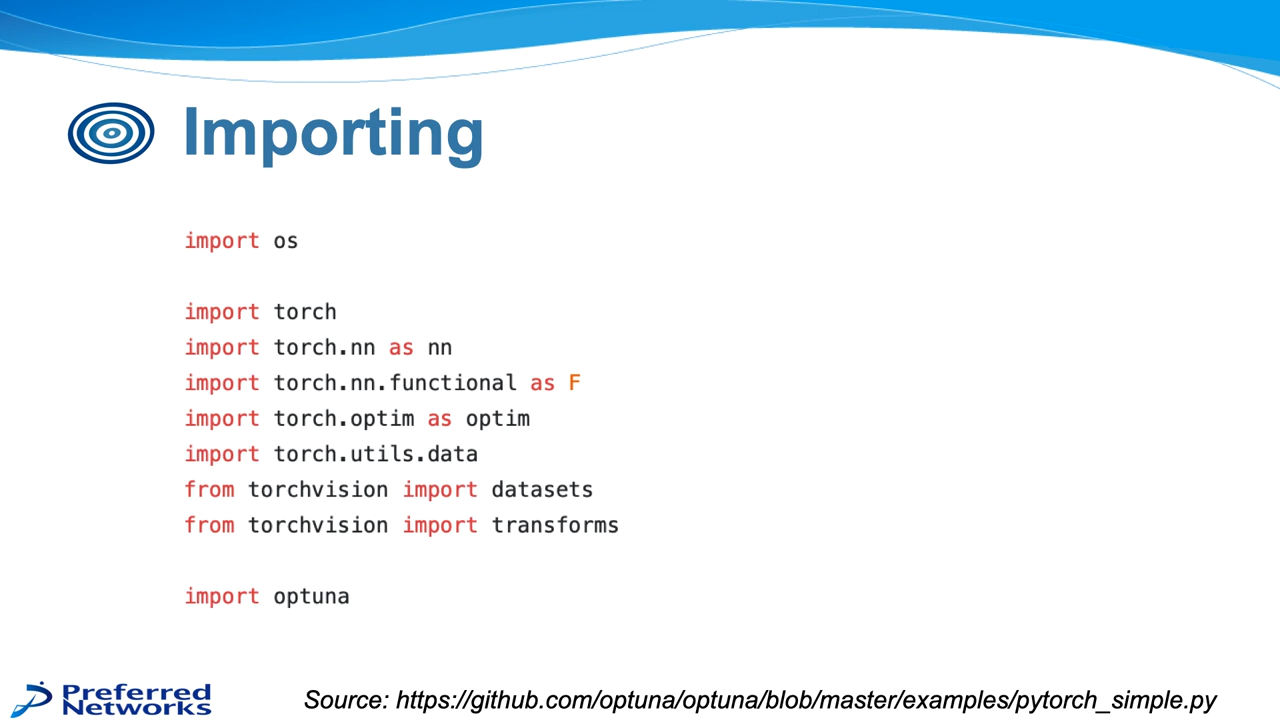 Importing
import os
import torch
import torch.nn as nn
import torch.nn.functional as F
import torch.optim as optim
import torch.utils.data
from torchvision import datasets
from torchvision import transforms
import optuna
Preferred
Networks
Source: https://github.com/optuna/optuna/blob/master/examples/pytorch_simple.py